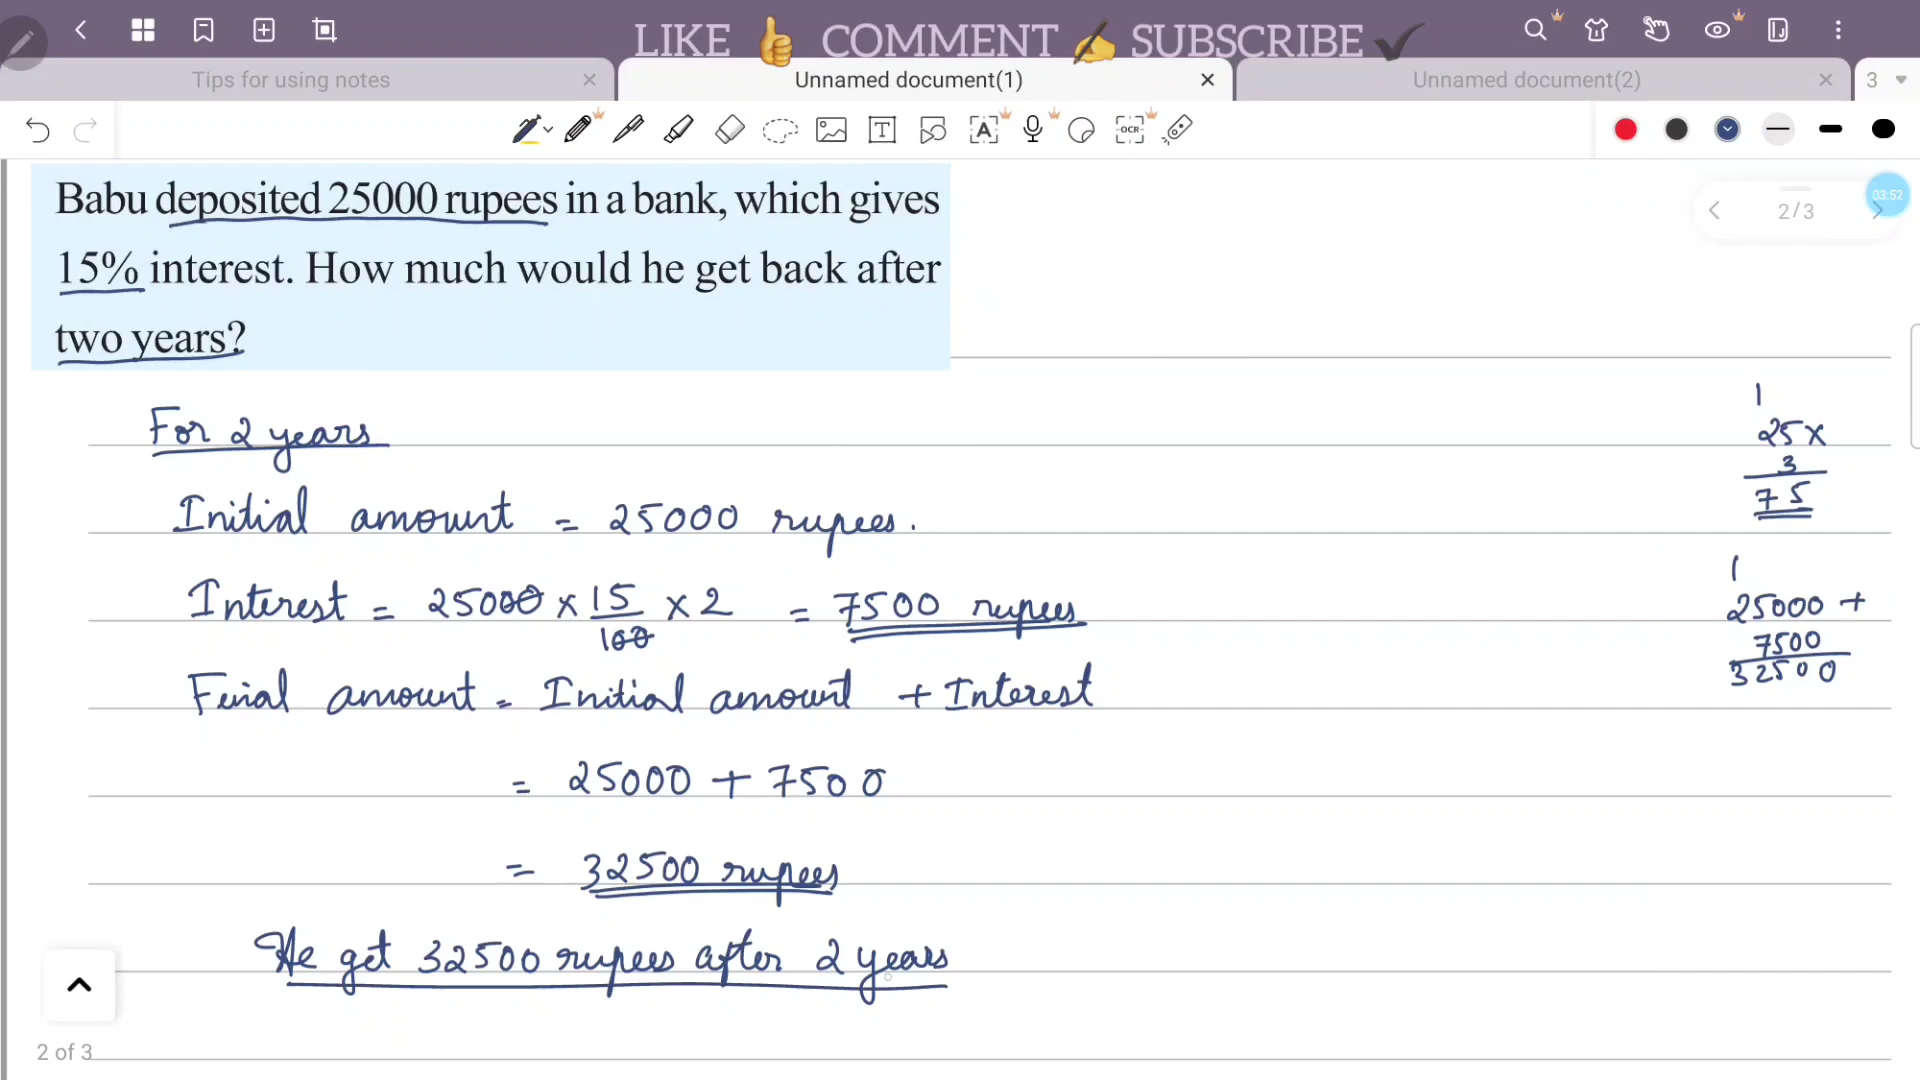 LIKE 👍 COMMENT ✍ SUBSCRIBE ✔
Tips for using notes
Unnamed document(1)
Unnamed document(2)
3
T
A
OCR
Babu deposited 25000 rupees in a bank, which gives
15% interest. How much would he get back after
two years?
2/3
03:52
For 2 years
Initial amount = 25000 rupees.
Interest = 25000 × 15/100 × 2 = 7500 rupees
Final amount = Initial amount + Interest
= 25000 + 7500
= 32500 rupees
He get 32500 rupees after 2 years
1
25 ×
3
75
1
25000 +
7500
32500
2 of 3